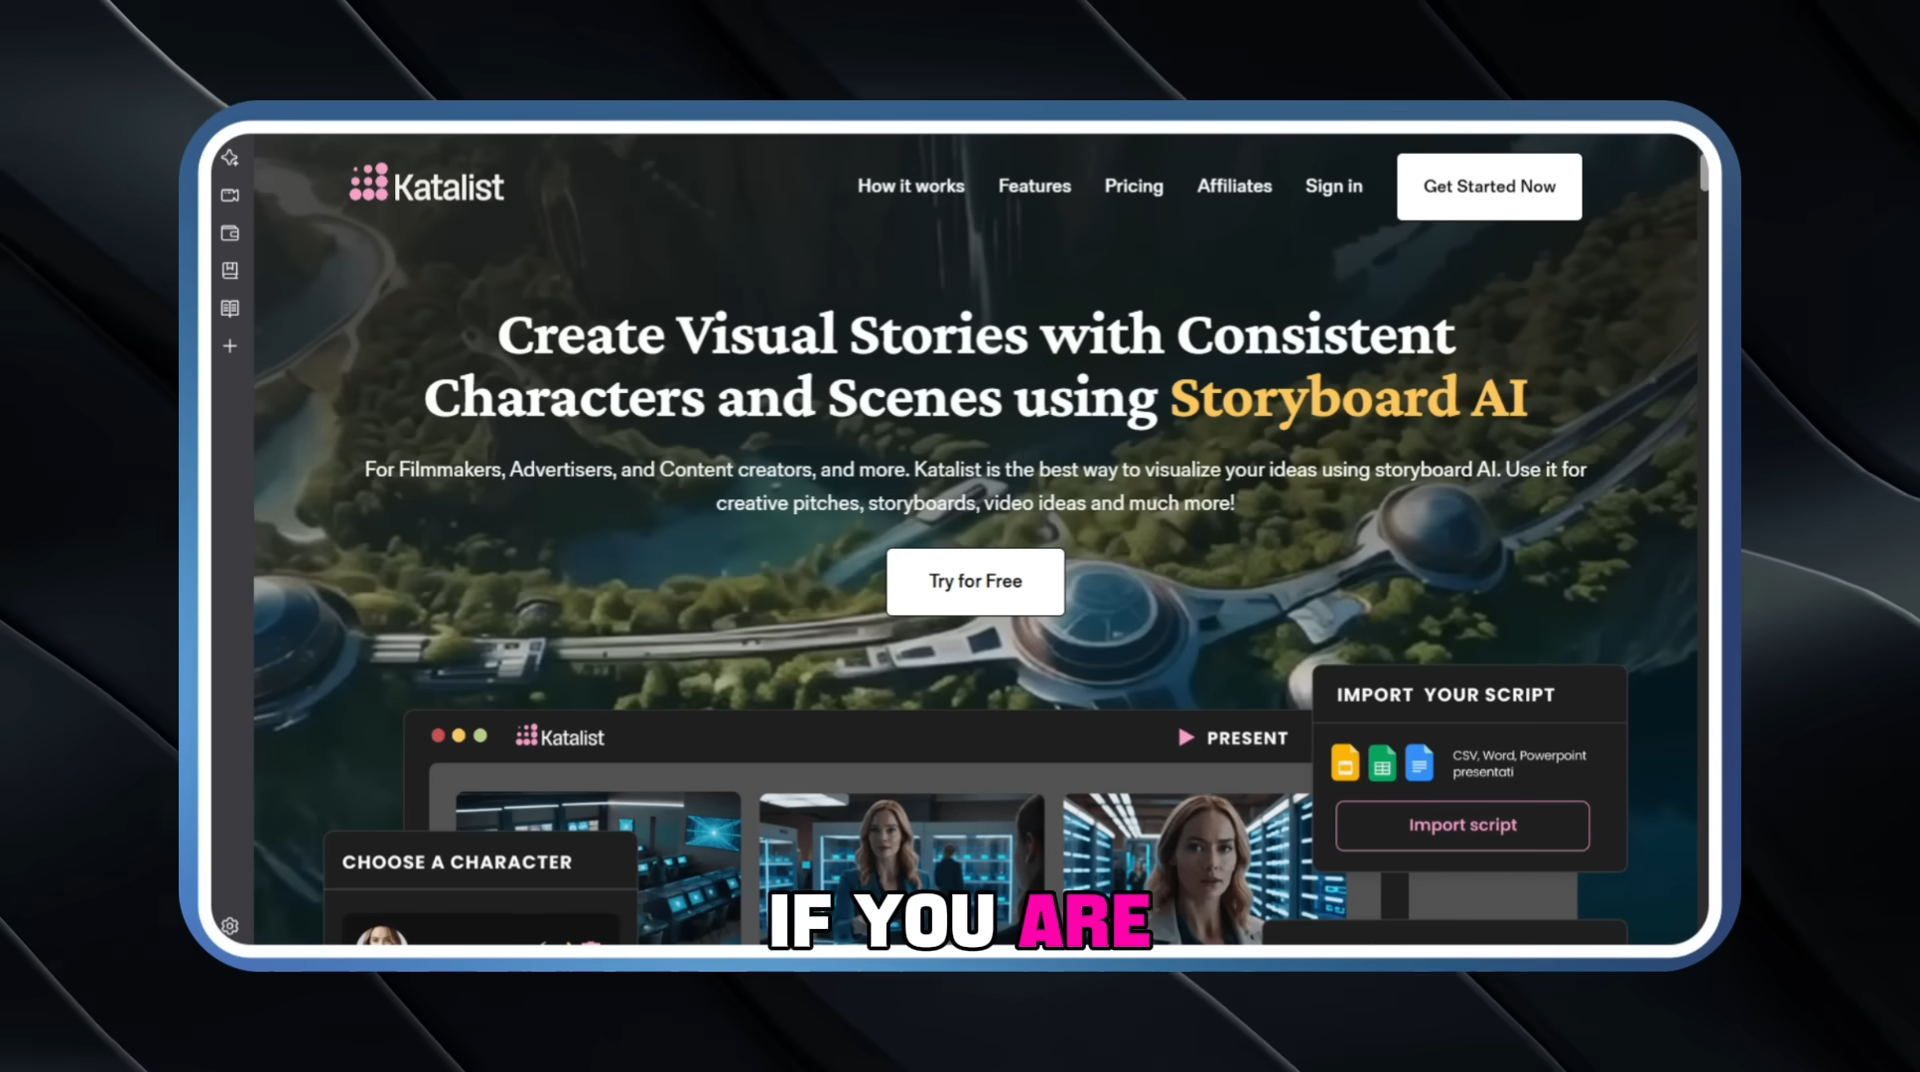 Katalist
How it works
Features
Pricing
Affiliates
Sign in
Get Started Now
Create Visual Stories with Consistent
Characters and Scenes using Storyboard AI
For Filmmakers, Advertisers, and Content creators, and more. Katalist is the best way to visualize your ideas using storyboard AI. Use it for
creative pitches, storyboards, video ideas and much more!
Try for Free
IMPORT YOUR SCRIPT
Katalist
PRESENT
CSV, Word, Powerpoint
presentati
Import script
CHOOSE A CHARACTER
IF YOU ARE